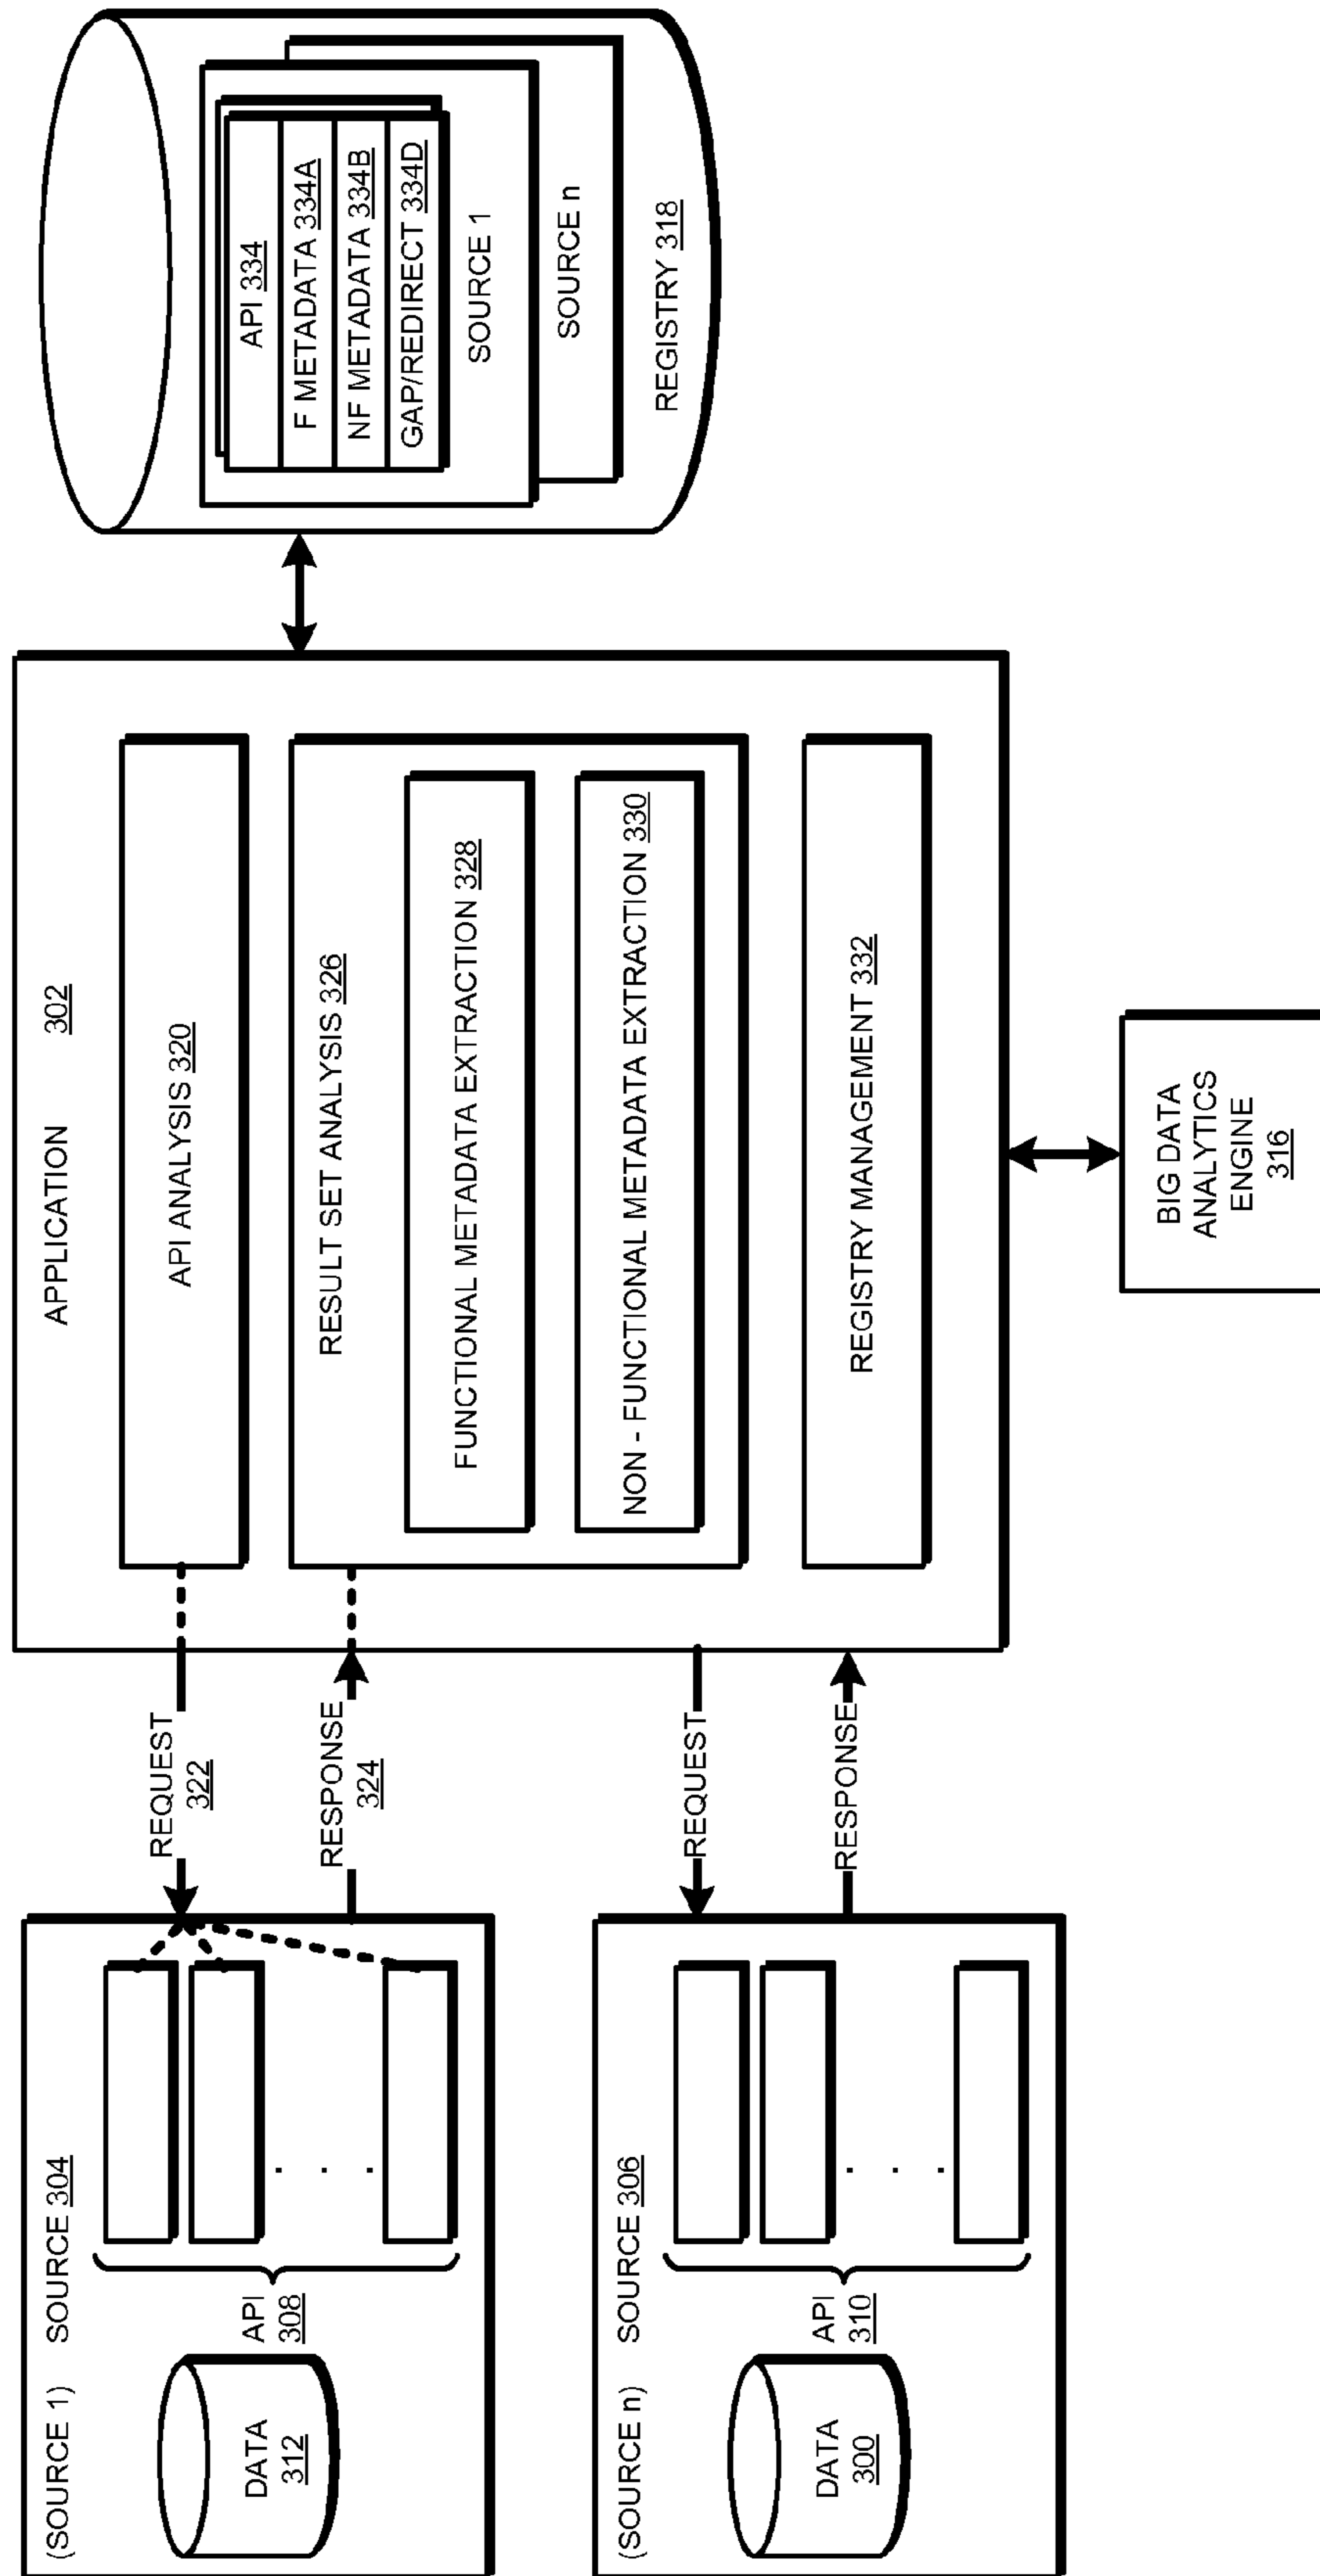 (SOURCE 1) SOURCE 304
DATA
312
API
308
REQUEST
322
RESPONSE
324
(SOURCE n) SOURCE 306
DATA
300
API
310
. . .
. . .
REQUEST
RESPONSE
APPLICATION 302
API ANALYSIS 320
RESULT SET ANALYSIS 326
FUNCTIONAL METADATA EXTRACTION 328
NON - FUNCTIONAL METADATA EXTRACTION 330
REGISTRY MANAGEMENT 332
BIG DATA
ANALYTICS
ENGINE
316
API 334
F METADATA 334A
NF METADATA 334B
GAP/REDIRECT 334D
SOURCE 1
SOURCE n
REGISTRY 318